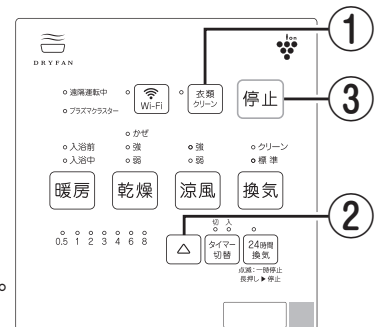 ①
ion
DRYFAN
遠隔運転中
Wi-Fi
衣類
クリーン
停止
③
プラズマクラスター
かぜ
入浴前
強
強
クリーン
入浴中
弱
弱
標準
暖房
乾燥
涼風
換気
②
切 入
0.5 1 2 3 4 6 8
△
タイマー
切替
24時間
換気
点滅:一時停止
長押し▶停止